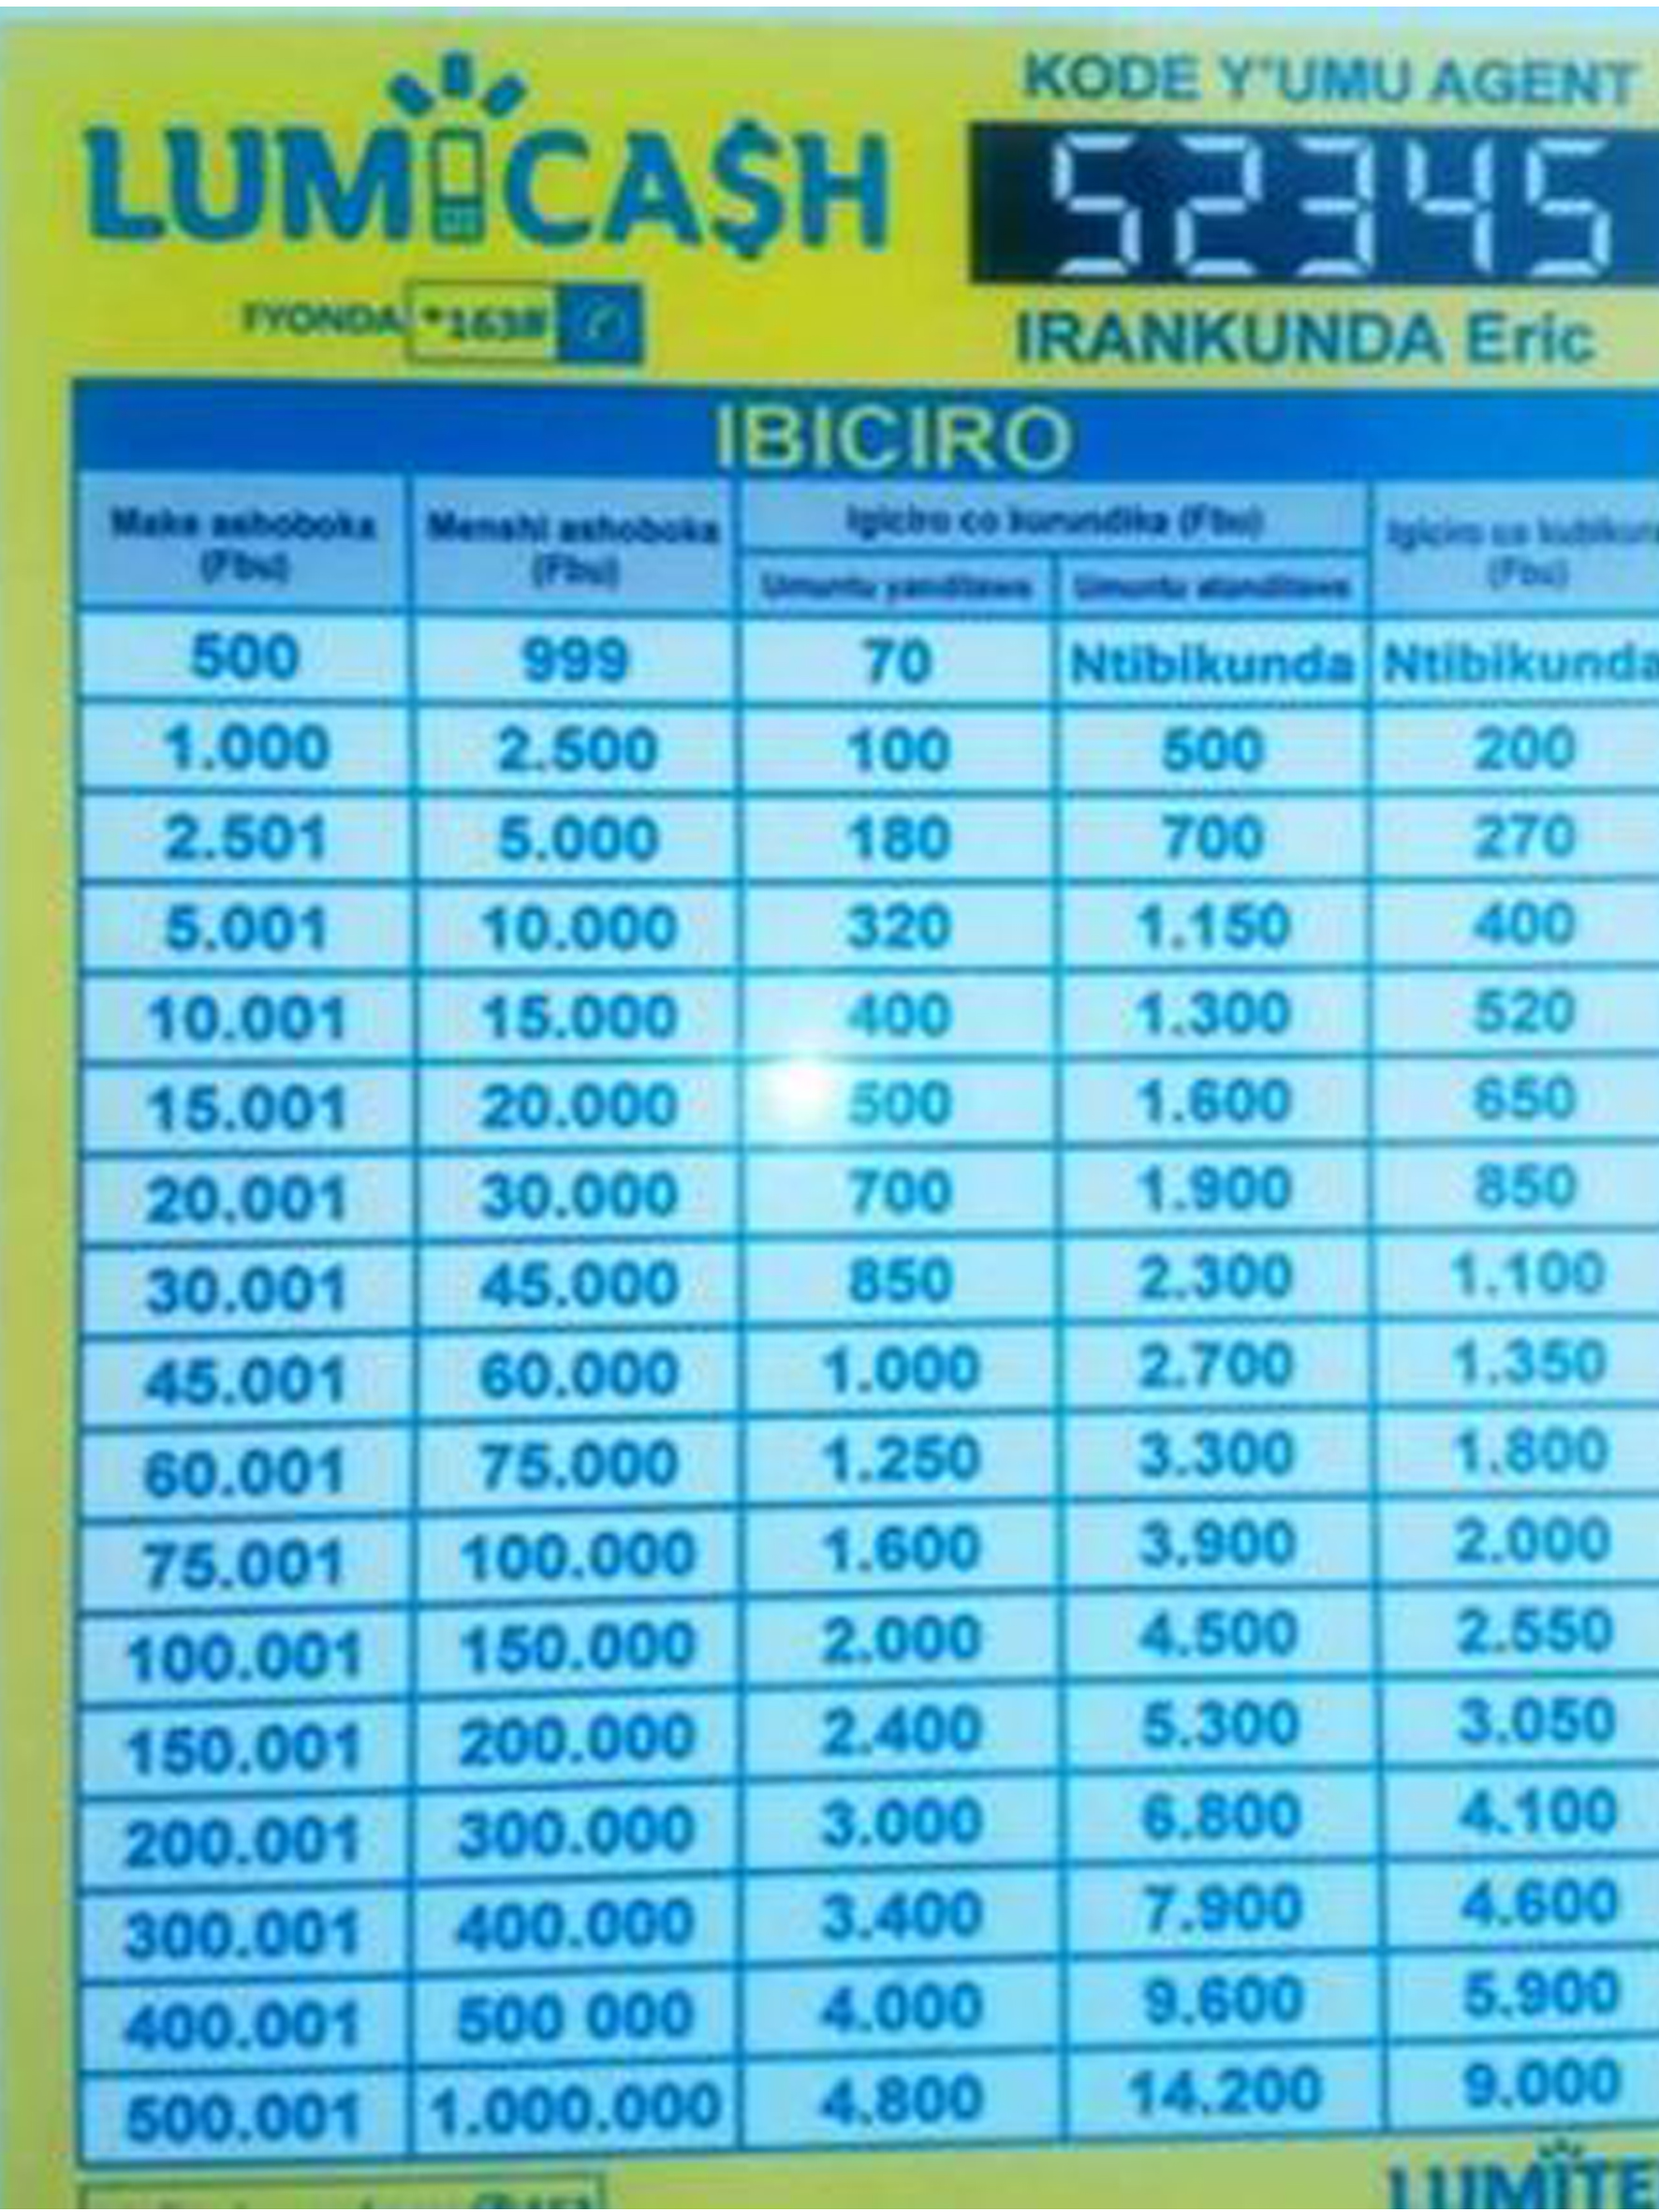 LUMICA$H
KODE Y'UMU AGENT
52345
FYONDA *163#
IRANKUNDA Eric
IBICIRO
Make ashoboka (Fbu) Menshi ashoboka (Fbu) Igiciro co kurungika (Fbu) Igiciro co kubikura (Fbu)
Umuntu yanditswe Umuntu atanditswe
500 999 70 Ntibikunda Ntibikunda
1.000 2.500 100 500 200
2.501 5.000 180 700 270
5.001 10.000 320 1.150 400
10.001 15.000 400 1.300 520
15.001 20.000 500 1.600 650
20.001 30.000 700 1.900 850
30.001 45.000 850 2.300 1.100
45.001 60.000 1.000 2.700 1.350
60.001 75.000 1.250 3.300 1.800
75.001 100.000 1.600 3.900 2.000
100.001 150.000 2.000 4.500 2.550
150.001 200.000 2.400 5.300 3.050
200.001 300.000 3.000 6.800 4.100
300.001 400.000 3.400 7.900 4.600
400.001 500 000 4.000 9.600 5.900
500.001 1.000.000 4.800 14.200 9.000
LUMITE